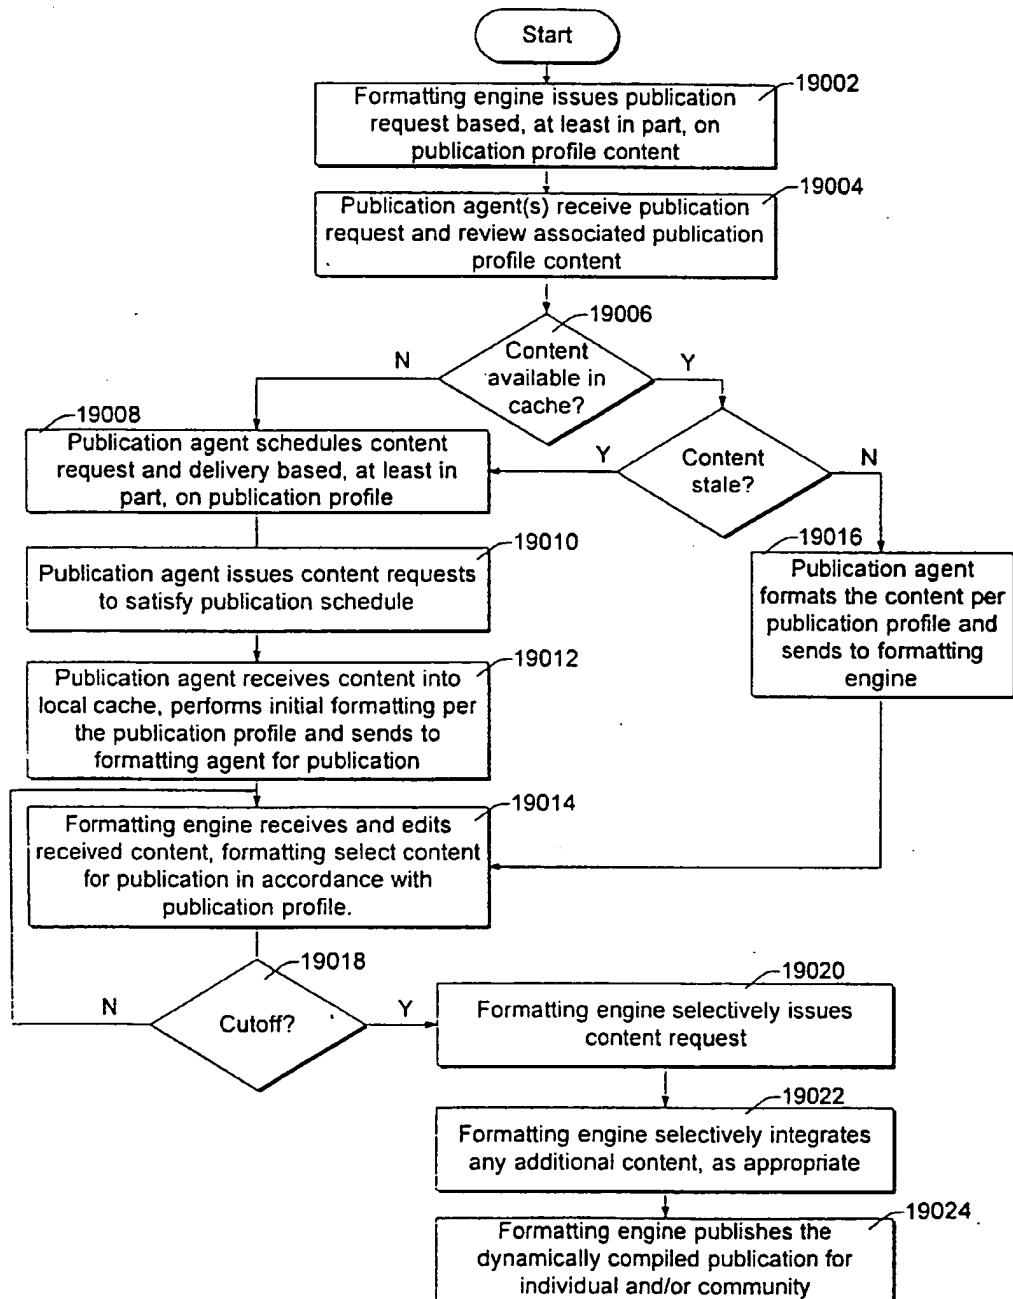 Start
19002
Formatting engine issues publication
request based, at least in part, on
publication profile content
19004
Publication agent(s) receive publication
request and review associated publication
profile content
19006
Content
available in
cache?
N
Y
19008
Publication agent schedules content
request and delivery based, at least in
part, on publication profile
Content
stale?
Y
N
19010
Publication agent issues content requests
to satisfy publication schedule
19016
Publication agent
formats the content per
publication profile and
sends to formatting
engine
19012
Publication agent receives content into
local cache, performs initial formatting per
the publication profile and sends to
formatting agent for publication
19014
Formatting engine receives and edits
received content, formatting select content
for publication in accordance with
publication profile.
19018
Cutoff?
N
Y
19020
Formatting engine selectively issues
content request
19022
Formatting engine selectively integrates
any additional content, as appropriate
19024
Formatting engine publishes the
dynamically compiled publication for
individual and/or community